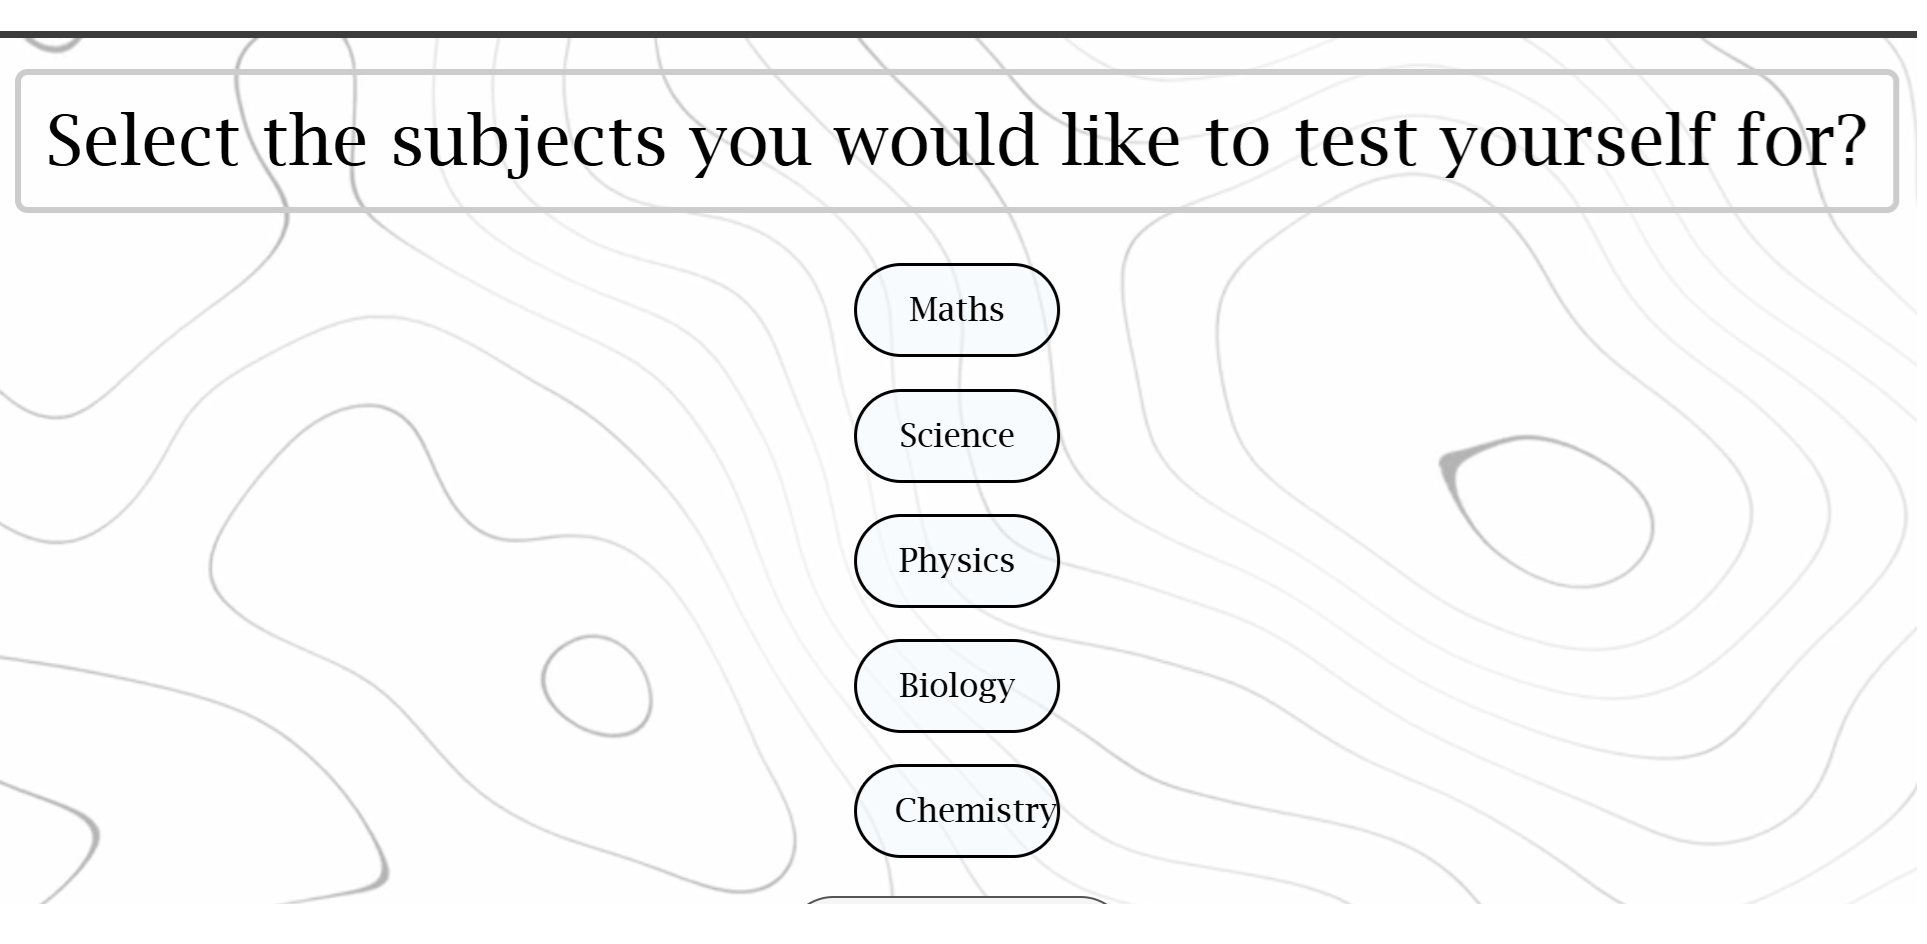 Select the subjects you would like to test yourself for?
Maths
Science
Physics
Biology
Chemistry